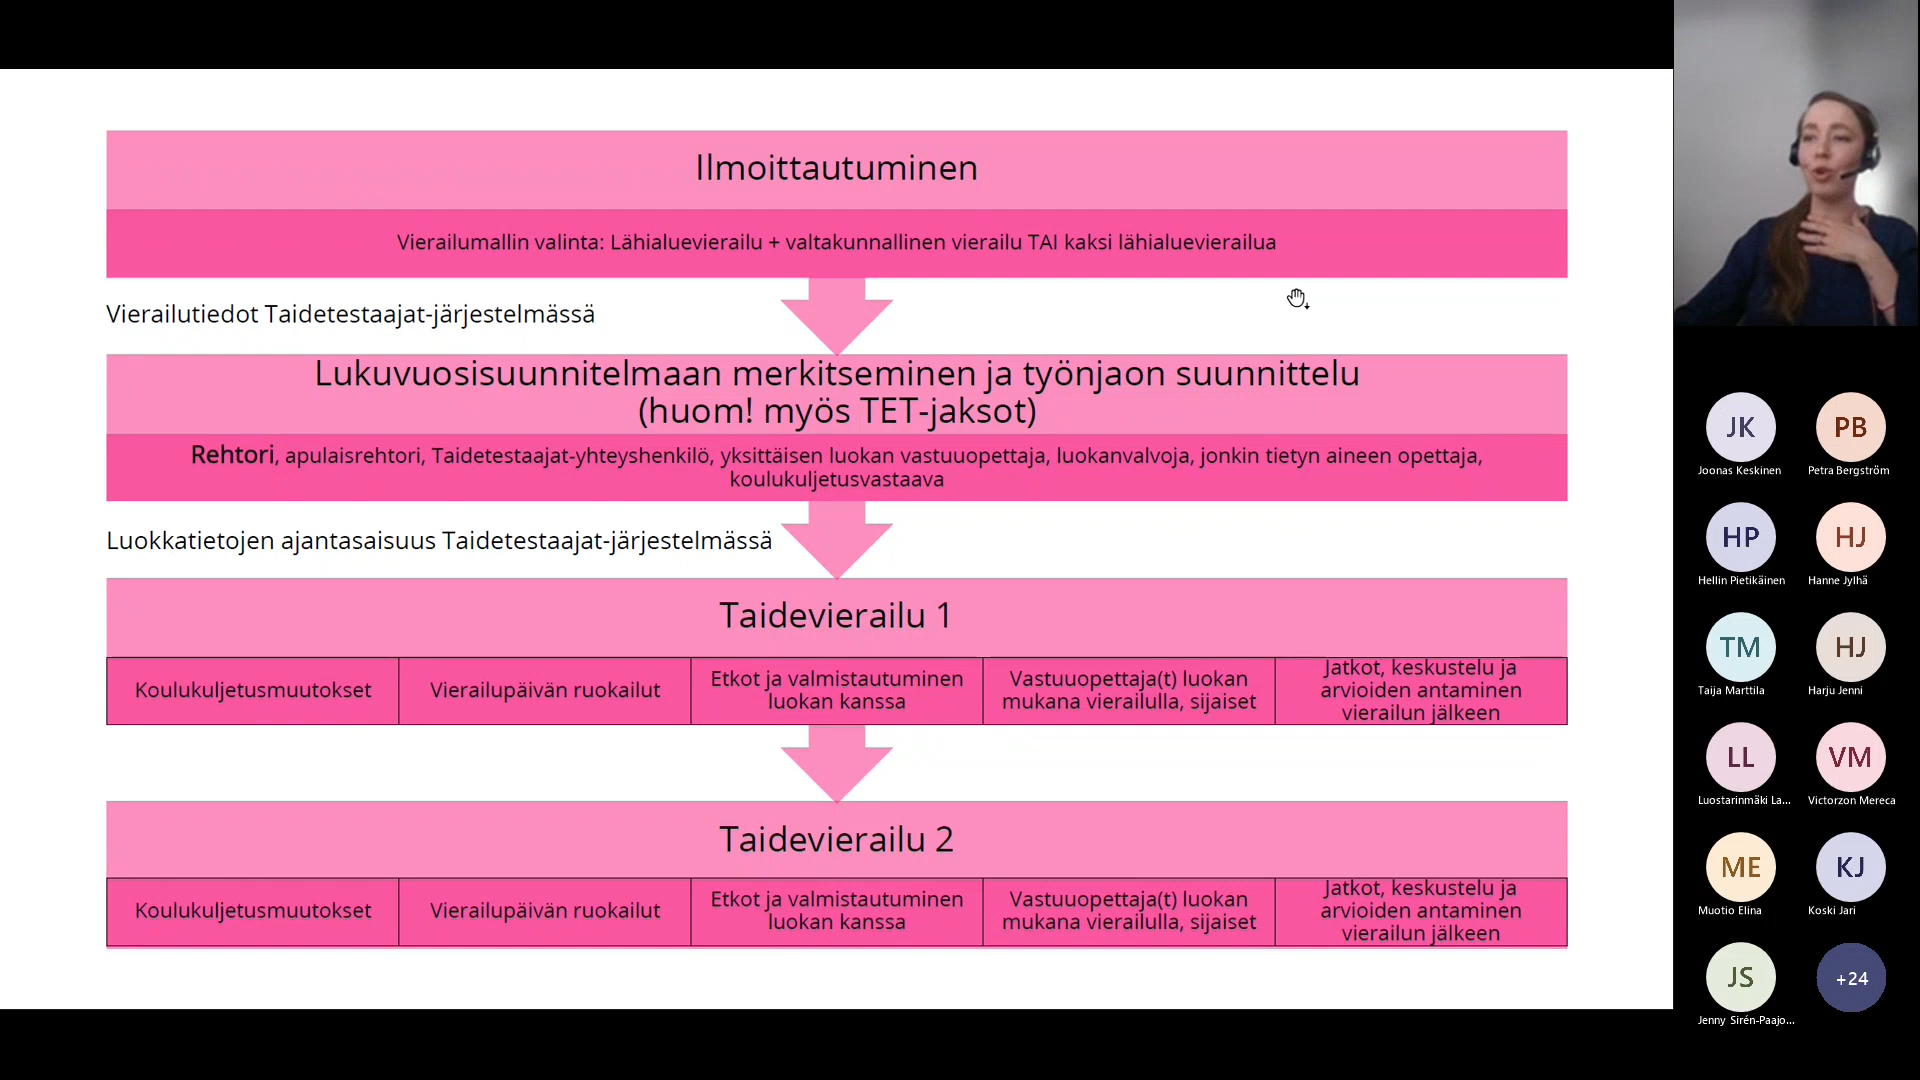 Ilmoittautuminen
Vierailumallin valinta: Lähialuevierailu + valtakunnallinen vierailu TAI kaksi lähialuevierailua
Vierailutiedot Taidetestaajat-järjestelmässä
Lukuvuosisuunnitelmaan merkitseminen ja työnjaon suunnittelu
(huom! myös TET-jaksot)
Rehtori, apulaisrehtori, Taidetestaajat-yhteyshenkilö, yksittäisen luokan vastuuopettaja, luokanvalvoja, jonkin tietyn aineen opettaja,
koulukuljetusvastaava
Luokkatietojen ajantasaisuus Taidetestaajat-järjestelmässä
Taidevierailu 1
Koulukuljetusmuutokset
Vierailupäivän ruokailut
Etkot ja valmistautuminen
luokan kanssa
Vastuuopettaja(t) luokan
mukana vierailulla, sijaiset
Jatkot, keskustelu ja
arvioiden antaminen
vierailun jälkeen
Taidevierailu 2
Koulukuljetusmuutokset
Vierailupäivän ruokailut
Etkot ja valmistautuminen
luokan kanssa
Vastuuopettaja(t) luokan
mukana vierailulla, sijaiset
Jatkot, keskustelu ja
arvioiden antaminen
vierailun jälkeen
JK
Joonas Keskinen
PB
Petra Bergström
HP
Hellin Pietikäinen
HJ
Hanne Jylhä
TM
Taija Marttila
HJ
Harju Jenni
LL
Luostarinmäki La...
VM
Victorzon Mereca
ME
Muotio Elina
KJ
Koski Jari
JS
Jenny Sirén-Paajo...
+24